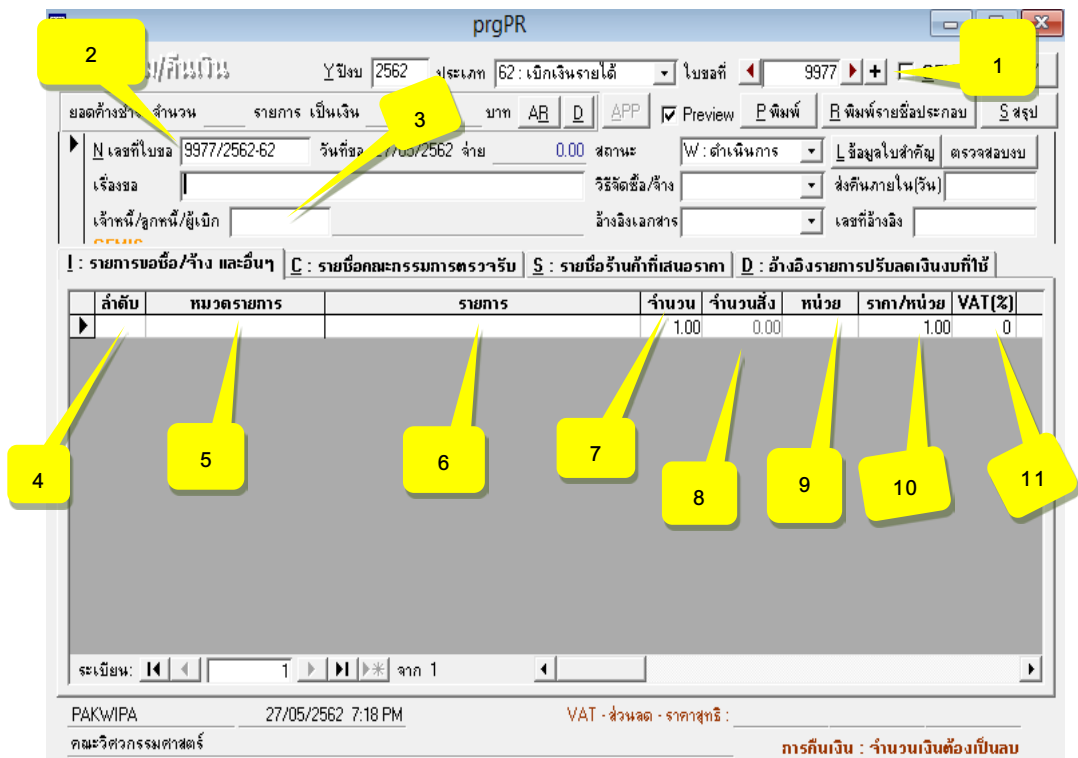 prgPR
2
ม/คืนเงิน Y ปีงบ 2562 ประเภท 62 : เบิกเงินรายได้ ใบขอที่ 9977 + 1
ยอดค้างชำระ จำนวน รายการ เป็นเงิน 3 บาท AR D APP Preview P พิมพ์ R พิมพ์รายชื่อประกอบ S สรุป
N เลขที่ใบขอ 9977/2562-62 วันที่ขอ 27/05/2562 จ่าย 0.00 สถานะ W : ดำเนินการ L ข้อมูลใบสำคัญ ตรวจสอบงบ
เรื่องขอ วิธีจัดซื้อ/จ้าง ส่งคืนภายใน(วัน)
เจ้าหนี้/ลูกหนี้/ผู้เบิก อ้างอิงเอกสาร เลขที่อ้างอิง
I : รายการขอซื้อ/จ้าง และอื่นๆ C : รายชื่อคณะกรรมการตรวจรับ S : รายชื่อร้านค้าที่เสนอราคา D : อ้างอิงรายการปรับลดเงินงบที่ใช้
ลำดับ หมวดรายการ รายการ จำนวน จำนวนสั่ง หน่วย ราคา/หน่วย VAT(%)
1.00 0.00 1.00 0
4 5 6 7 8 9 10 11
ระเบียน: 1 จาก 1
PAKWIPA 27/05/2562 7:18 PM VAT - ส่วนลด - ราคาสุทธิ :
คณะวิศวกรรมศาสตร์ การคืนเงิน : จำนวนเงินต้องเป็นลบ